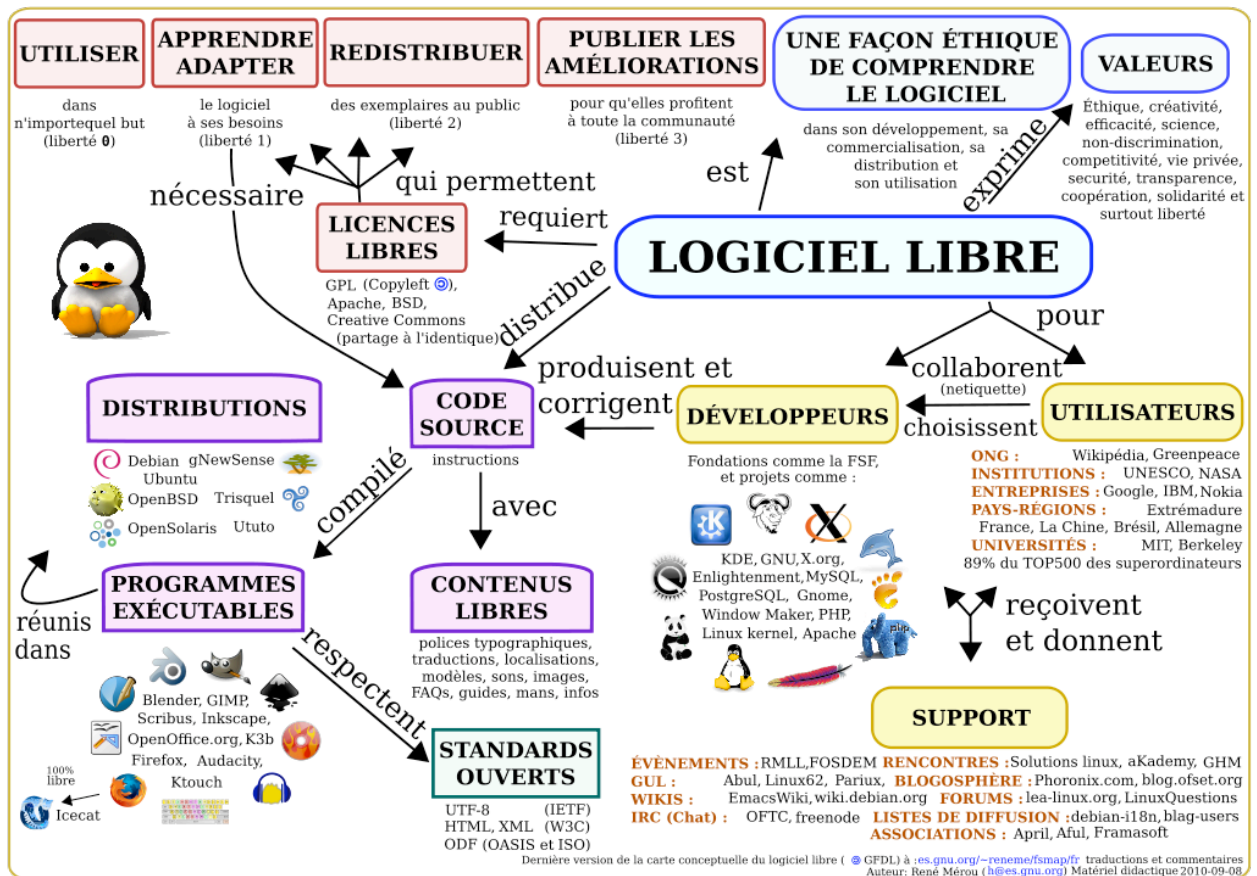 UTILISER
dans
n'importequel but
(liberté 0)
APPRENDRE
ADAPTER
le logiciel
à ses besoins
(liberté 1)
REDISTRIBUER
des exemplaires au public
(liberté 2)
PUBLIER LES
AMÉLIORATIONS
pour qu'elles profitent
à toute la communauté
(liberté 3)
UNE FAÇON ÉTHIQUE
DE COMPRENDRE
LE LOGICIEL
dans son développement, sa
commercialisation, sa
distribution et
son utilisation
VALEURS
Éthique, créativité,
efficacité, science,
non-discrimination,
competitivité, vie privée,
securité, transparence,
coopération, solidarité et
surtout liberté
est
exprime
nécessaire
qui permettent
requiert
LICENCES
LIBRES
GPL (Copyleft), 
Apache, BSD,
Creative Commons
(partage à l'identique)
LOGICIEL LIBRE
distribue
pour
produisent et
corrigent
collaborent
(netiquette)
choisissent
DISTRIBUTIONS
Debian gNewSense
Ubuntu
OpenBSD Trisquel
OpenSolaris Ututo
CODE
SOURCE
instructions
DÉVELOPPEURS
Fondations comme la FSF,
et projets comme :
KDE, GNU, X.org,
Enlightenment, MySQL,
PostgreSQL, Gnome,
Window Maker, PHP,
Linux kernel, Apache
php
UTILISATEURS
ONG : Wikipédia, Greenpeace
INSTITUTIONS : UNESCO, NASA
ENTREPRISES : Google, IBM, Nokia
PAYS-RÉGIONS : Extrémadure
France, La Chine, Brésil, Allemagne
UNIVERSITÉS : MIT, Berkeley
89% du TOP500 des superordinateurs
compilé
avec
réunis
dans
PROGRAMMES
EXÉCUTABLES
Blender, GIMP,
Scribus, Inkscape,
OpenOffice.org, K3b
Firefox, Audacity,
Ktouch
100%
libre
Icecat
respectent
CONTENUS
LIBRES
polices typographiques,
traductions, localisations,
modèles, sons, images,
FAQs, guides, mans, infos
STANDARDS
OUVERTS
UTF-8 (IETF)
HTML, XML (W3C)
ODF (OASIS et ISO)
reçoivent
et donnent
SUPPORT
ÉVÈNEMENTS : RMLL, FOSDEM RENCONTRES : Solutions linux, aKademy, GHM
GUL : Abul, Linux62, Pariux, BLOGOSPHÈRE : Phoronix.com, blog.ofset.org
WIKIS : EmacsWiki, wiki.debian.org FORUMS : lea-linux.org, LinuxQuestions
IRC (Chat) : OFTC, freenode LISTES DE DIFFUSION : debian-i18n, blag-users
ASSOCIATIONS : April, Aful, Framasoft
Dernière version de la carte conceptuelle du logiciel libre ( GFDL) à :es.gnu.org/~reneme/fsmap/fr traductions et commentaires
Auteur: René Mérou (h@es.gnu.org) Matériel didactique 2010-09-08